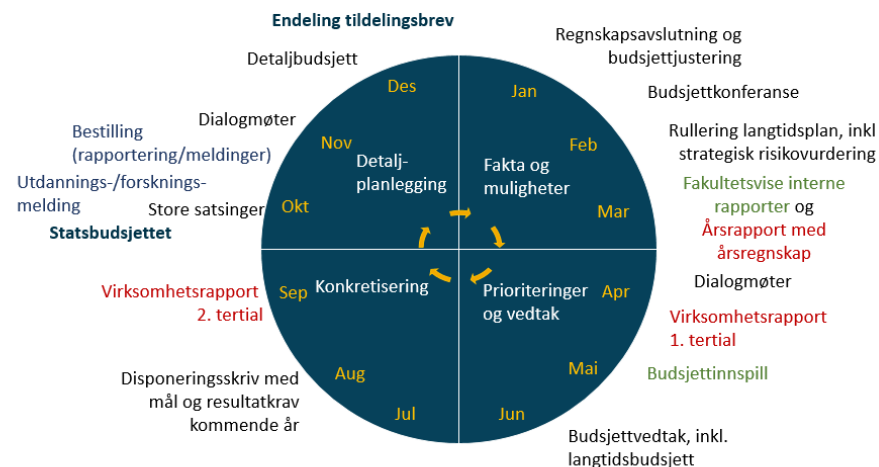 Endeling tildelingsbrev
Regnskapsavslutning og
budsjettjustering
Detaljbudsjett
Des
Jan
Budsjettkonferanse
Dialogmøter
Nov
Feb
Rullering langtidsplan, inkl
strategisk risikovurdering
Bestilling
(rapportering/meldinger)
Detalj-
planlegging
Fakta og
muligheter
Fakultetsvise interne
rapporter og
Årsrapport med
årsregnskap
Utdannings-/forsknings-
melding
Store satsinger
Okt
Mar
Statsbudsjettet
Dialogmøter
Virksomhetsrapport
2. tertial
Sep
Konkretisering
Prioriteringer
og vedtak
Apr
Virksomhetsrapport
1. tertial
Disponeringsskriv med
mål og resultatkrav
kommende år
Aug
Mai
Budsjettinnspill
Jul
Jun
Budsjettvedtak, inkl.
langtidsbudsjett